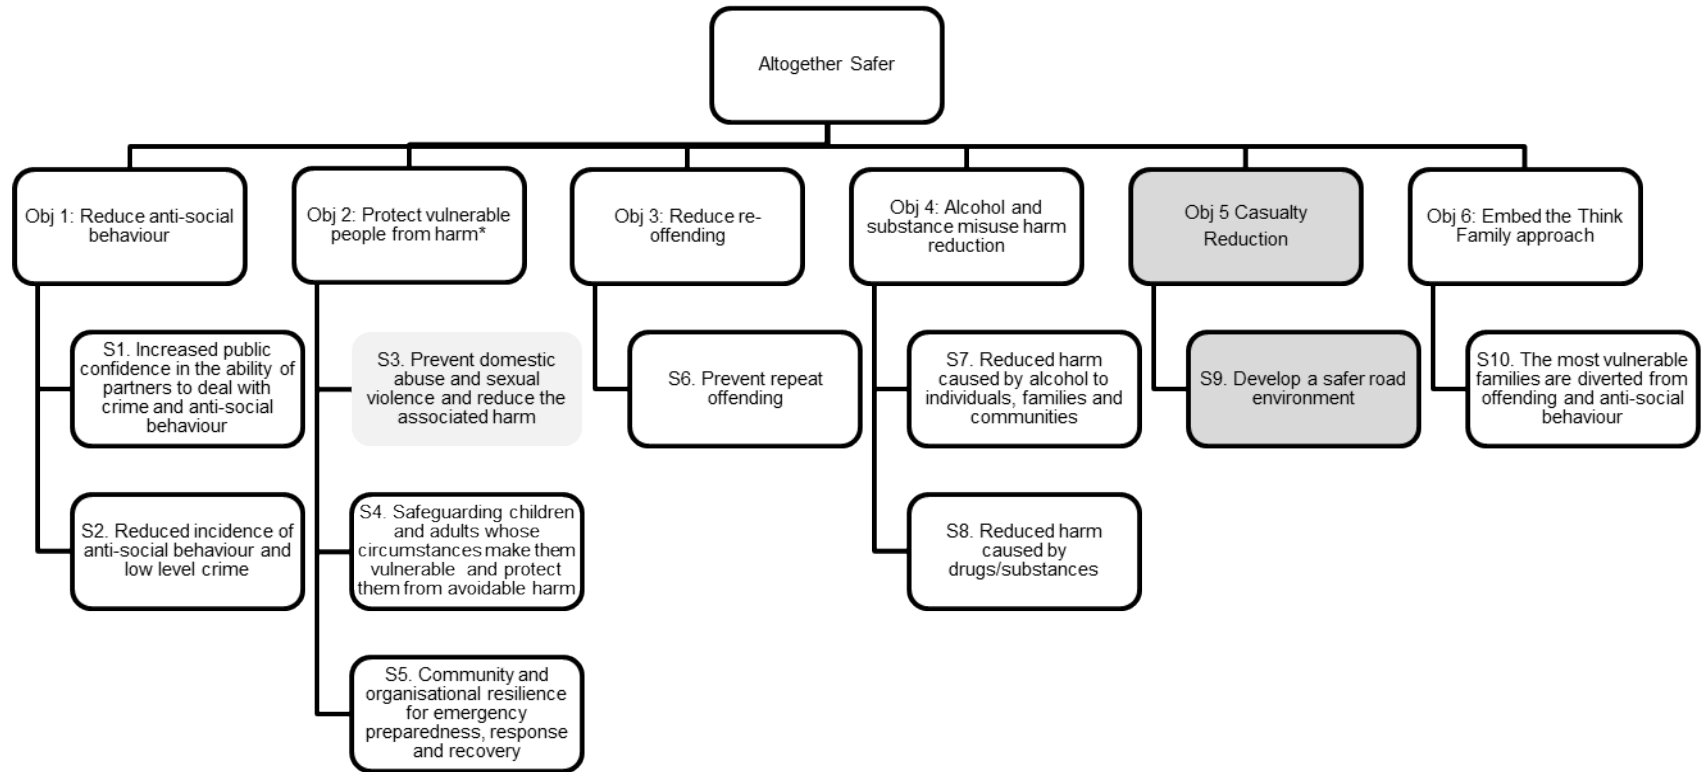 Altogether Safer
Obj 1: Reduce anti-social
behaviour
Obj 2: Protect vulnerable
people from harm*
Obj 3: Reduce re-
offending
Obj 4: Alcohol and
substance misuse harm
reduction
Obj 5 Casualty
Reduction
Obj 6: Embed the Think
Family approach
S1. Increased public
confidence in the ability of
partners to deal with
crime and anti-social
behaviour
S2. Reduced incidence of
anti-social behaviour and
low level crime
S3. Prevent domestic
abuse and sexual
violence and reduce the
associated harm
S4. Safeguarding children
and adults whose
circumstances make them
vulnerable and protect
them from avoidable harm
S5. Community and
organisational resilience
for emergency
preparedness, response
and recovery
S6. Prevent repeat
offending
S7. Reduced harm
caused by alcohol to
individuals, families and
communities
S8. Reduced harm
caused by
drugs/substances
S9. Develop a safer road
environment
S10. The most vulnerable
families are diverted from
offending and anti-social
behaviour